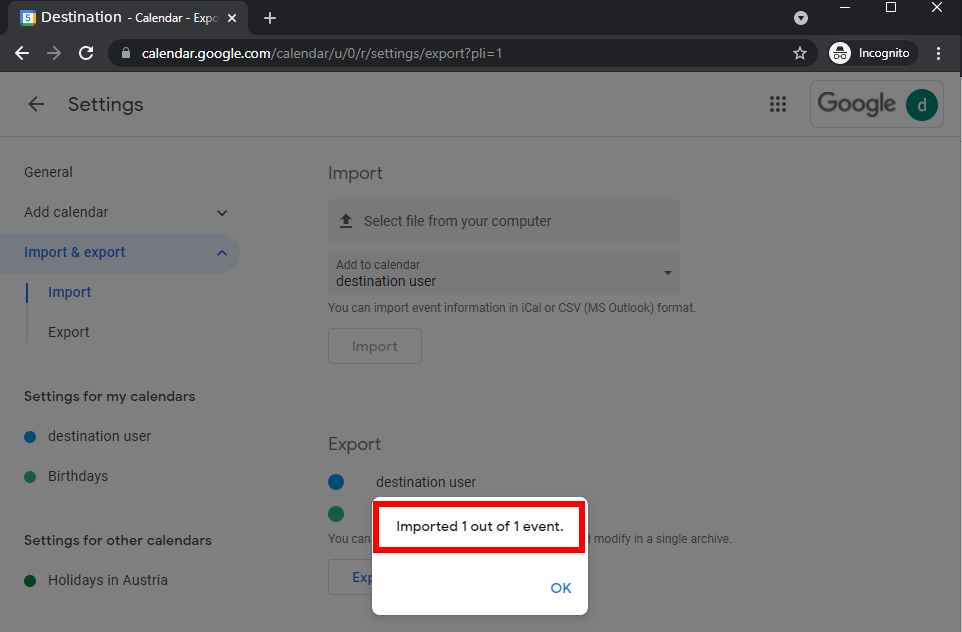 Destination - Calendar - Expo
calendar.google.com/calendar/u/0/r/settings/export?pli=1
Incognito
Settings
Google
d
General
Add calendar
Import & export
Import
Export
Settings for my calendars
destination user
Birthdays
Settings for other calendars
Holidays in Austria
Import
Select file from your computer
Add to calendar
destination user
You can import event information in iCal or CSV (MS Outlook) format.
Import
Export
destination user
You can modify in a single archive.
Exp
Imported 1 out of 1 event.
OK